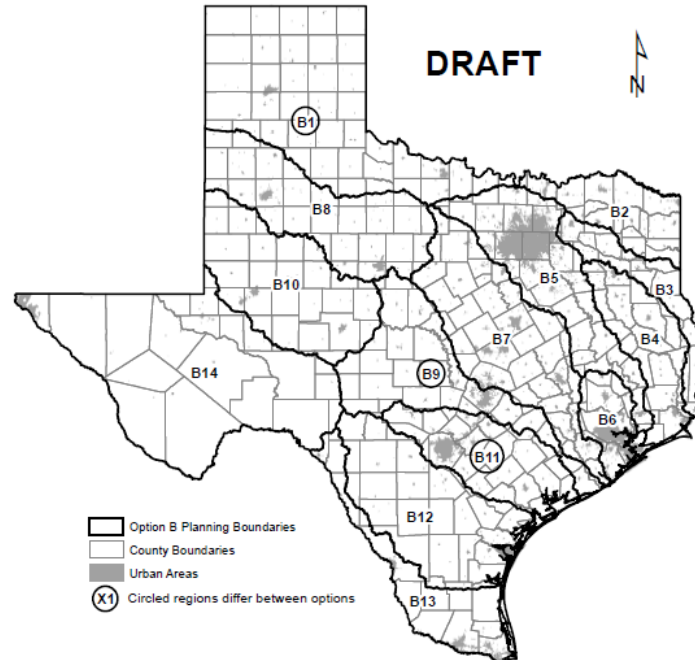 DRAFT
N
B1
B8
B2
B10
B5
B3
B7
B4
B14
B9
B6
B11
B12
B13
Option B Planning Boundaries
County Boundaries
Urban Areas
X1 Circled regions differ between options